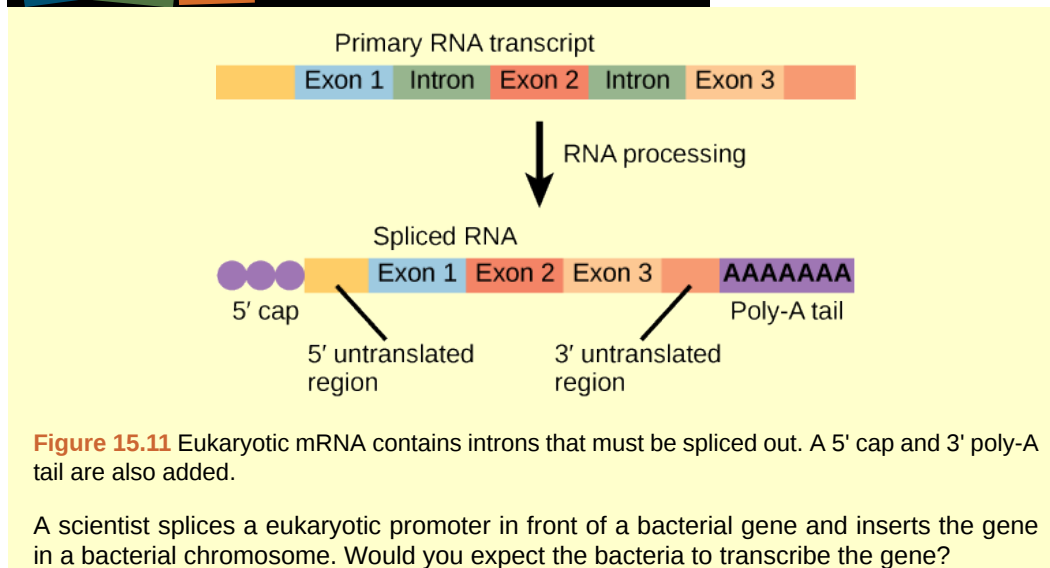 Primary RNA transcript
Exon 1 Intron Exon 2 Intron Exon 3
RNA processing
Spliced RNA
Exon 1 Exon 2 Exon 3 AAAAAAA
5′ cap Poly-A tail
5′ untranslated
region
3′ untranslated
region
Figure 15.11 Eukaryotic mRNA contains introns that must be spliced out. A 5' cap and 3' poly-A
tail are also added.
A scientist splices a eukaryotic promoter in front of a bacterial gene and inserts the gene
in a bacterial chromosome. Would you expect the bacteria to transcribe the gene?